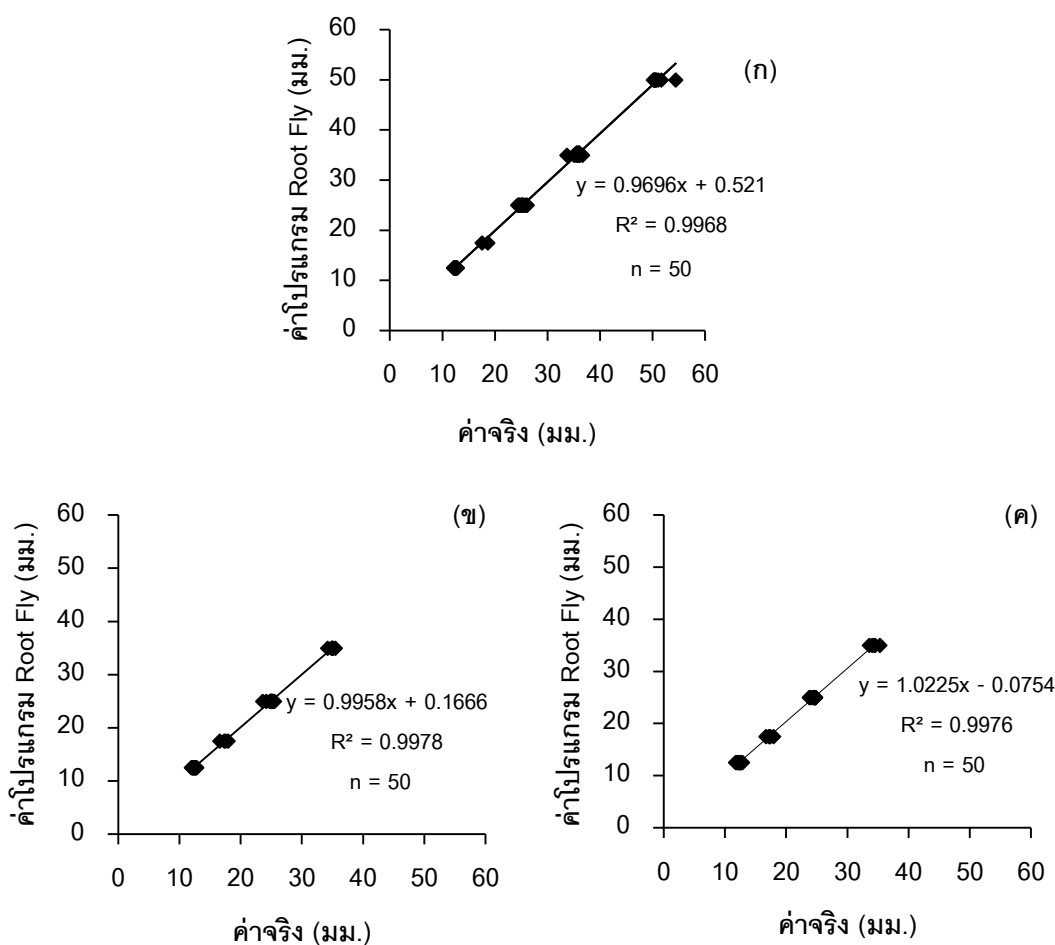 ค่าโปรแกรม Root Fly (มม.)
60
50
40
30
20
10
0
(ก)
y = 0.9696x + 0.521
R² = 0.9968
n = 50
0 10 20 30 40 50 60
ค่าจริง (มม.)
ค่าโปรแกรม Root Fly (มม.)
60
50
40
30
20
10
0
(ข)
y = 0.9958x + 0.1666
R² = 0.9978
n = 50
0 10 20 30 40 50 60
ค่าจริง (มม.)
ค่าโปรแกรม Root Fly (มม.)
60
50
40
30
20
10
0
(ค)
y = 1.0225x - 0.0754
R² = 0.9976
n = 50
0 10 20 30 40 50 60
ค่าจริง (มม.)